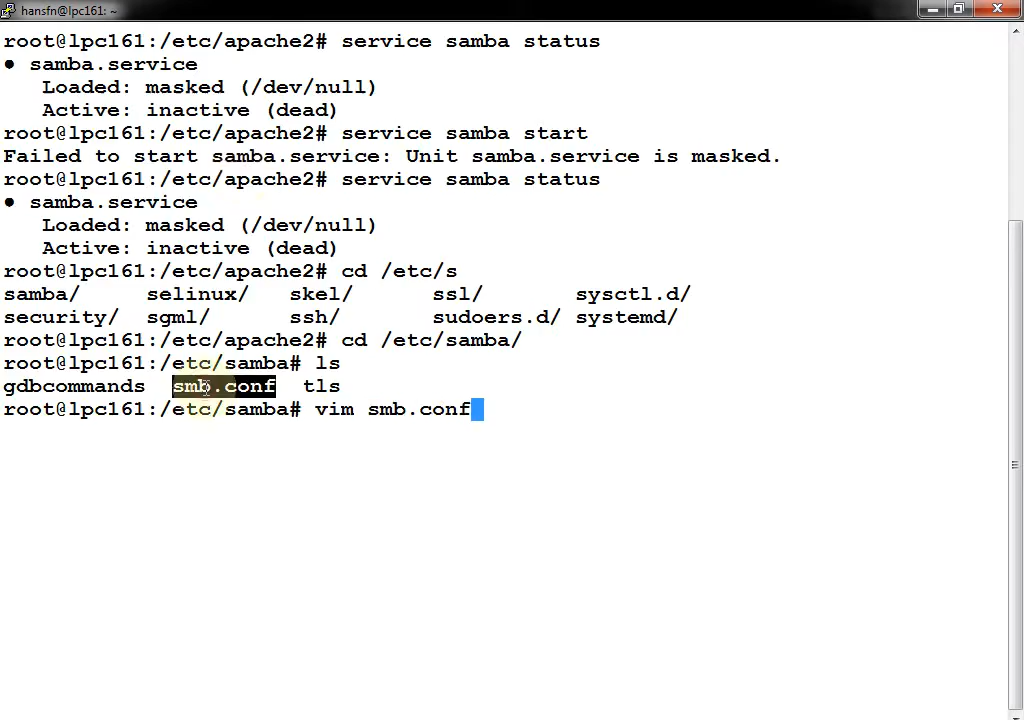 hansfn@lpc161: ~
root@lpc161:/etc/apache2# service samba status
● samba.service
Loaded: masked (/dev/null)
Active: inactive (dead)
root@lpc161:/etc/apache2# service samba start
Failed to start samba.service: Unit samba.service is masked.
root@lpc161:/etc/apache2# service samba status
● samba.service
Loaded: masked (/dev/null)
Active: inactive (dead)
root@lpc161:/etc/apache2# cd /etc/s
samba/ selinux/ skel/ ssl/ sysctl.d/
security/ sgml/ ssh/ sudoers.d/ systemd/
root@lpc161:/etc/apache2# cd /etc/samba/
root@lpc161:/etc/samba# ls
gdbcommands smb.conf tls
root@lpc161:/etc/samba# vim smb.conf